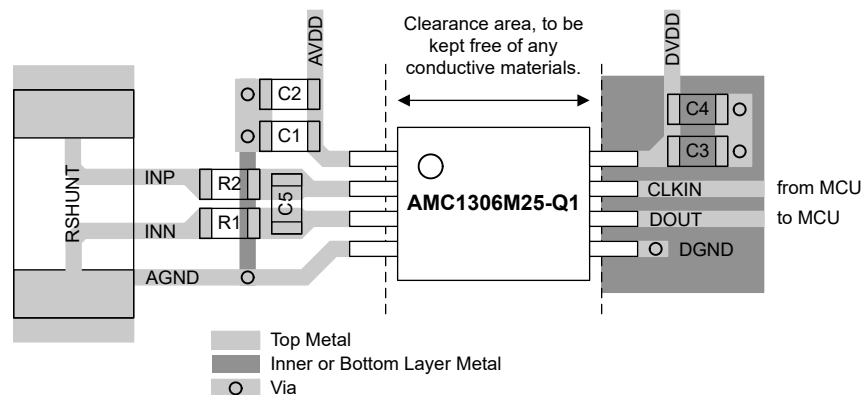 Clearance area, to be
kept free of any
conductive materials.
AVDD
DVDD
C2
C1
C4
C3
RSHUNT
INP
R2
C5
INN
R1
AGND
AMC1306M25-Q1
CLKIN
from MCU
DOUT
to MCU
DGND
Top Metal
Inner or Bottom Layer Metal
Via